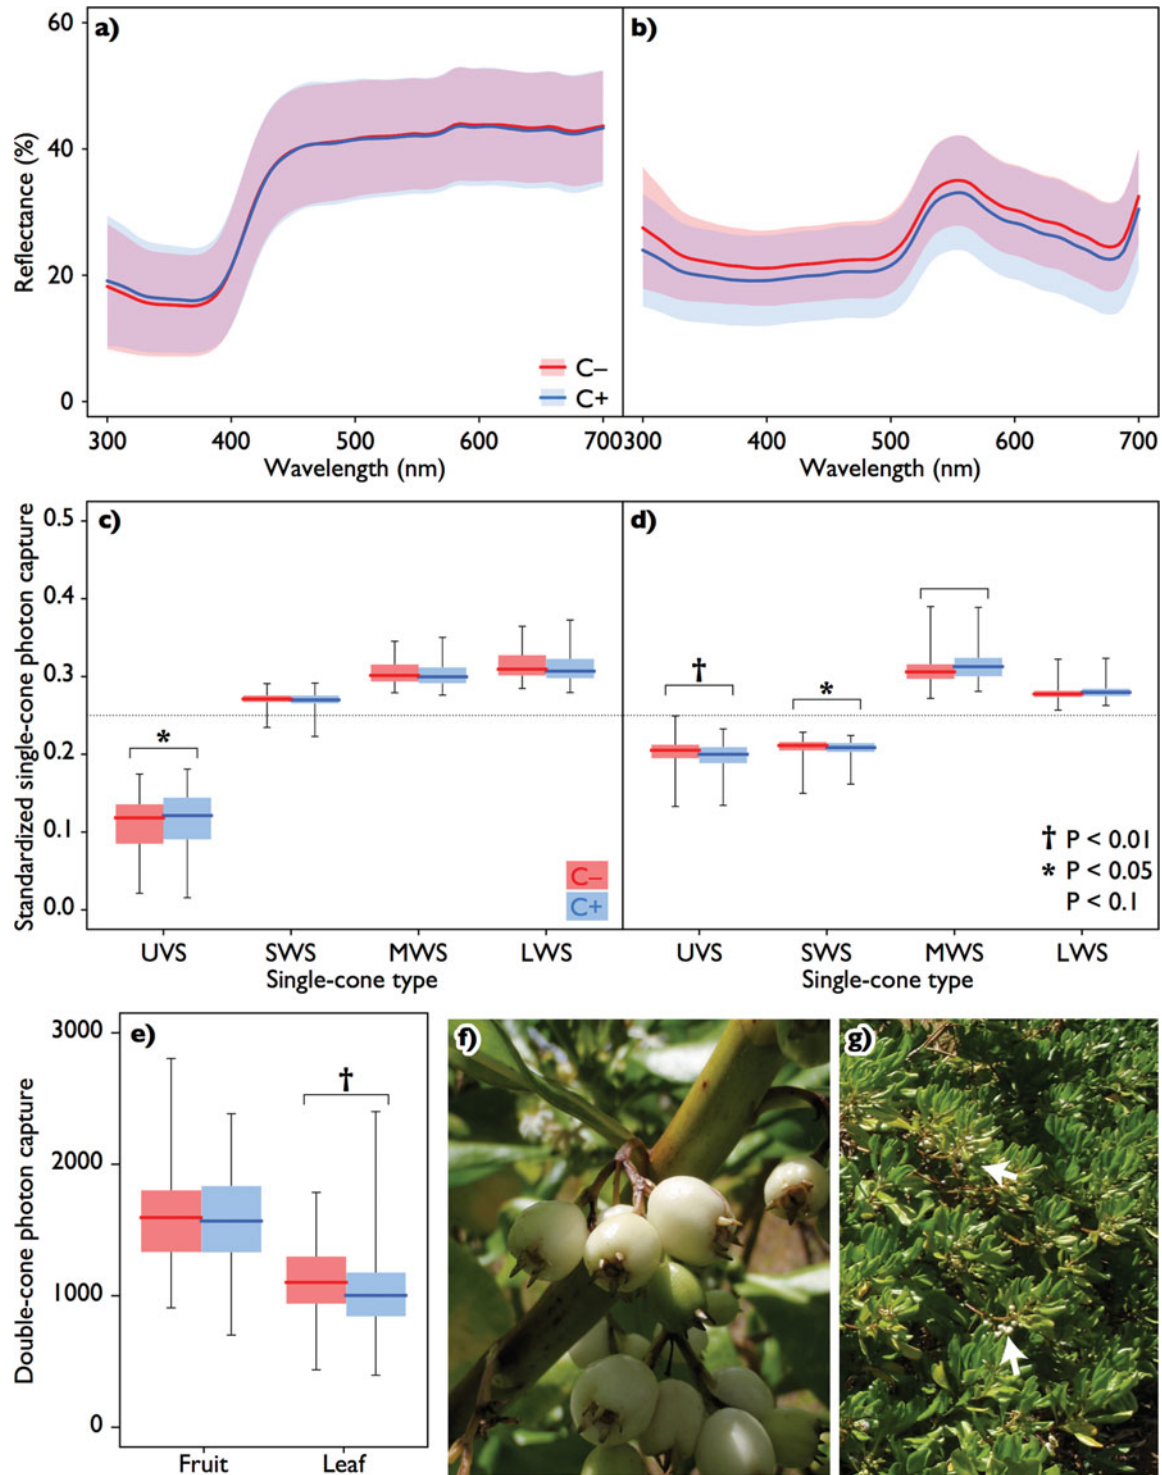 a)
b)
60
40
20
0
Reflectance (%)
C–
C+
300 400 500 600 700
300 400 500 600 700
Wavelength (nm)
Wavelength (nm)
c)
d)
0.5
0.4
0.3
0.2
0.1
0.0
Standardized single-cone photon capture
*
†
*
C–
C+
† P < 0.01
* P < 0.05
P < 0.1
UVS SWS MWS LWS
UVS SWS MWS LWS
Single-cone type
Single-cone type
e)
3000
2000
1000
0
Double-cone photon capture
†
Fruit Leaf
f)
g)